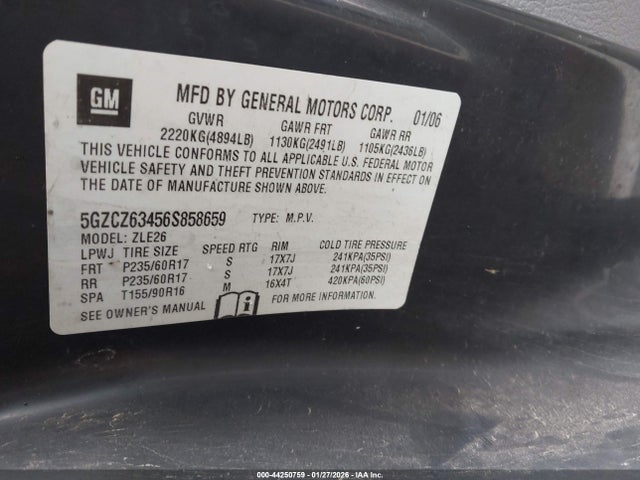 GM
MFD BY GENERAL MOTORS CORP. 01/06
GVWR GAWR FRT GAWR RR
2220KG(4894LB) 1130KG(2491LB) 1105KG(2436LB)
THIS VEHICLE CONFORMS TO ALL APPLICABLE U.S. FEDERAL MOTOR
VEHICLE SAFETY AND THEFT PREVENTION STANDARDS IN EFFECT ON
THE DATE OF MANUFACTURE SHOWN ABOVE.
5GZCZ63456S858659 TYPE: M.P.V.
MODEL: ZLE26
LPWJ TIRE SIZE SPEED RTG RIM COLD TIRE PRESSURE
FRT P235/60R17 S 17X7J 241KPA(35PSI)
RR P235/60R17 S 17X7J 241KPA(35PSI)
SPA T155/90R16 M 16X4T 420KPA(60PSI)
SEE OWNER'S MANUAL FOR MORE INFORMATION.
000-44250759 - 01/27/2026 - IAA Inc.